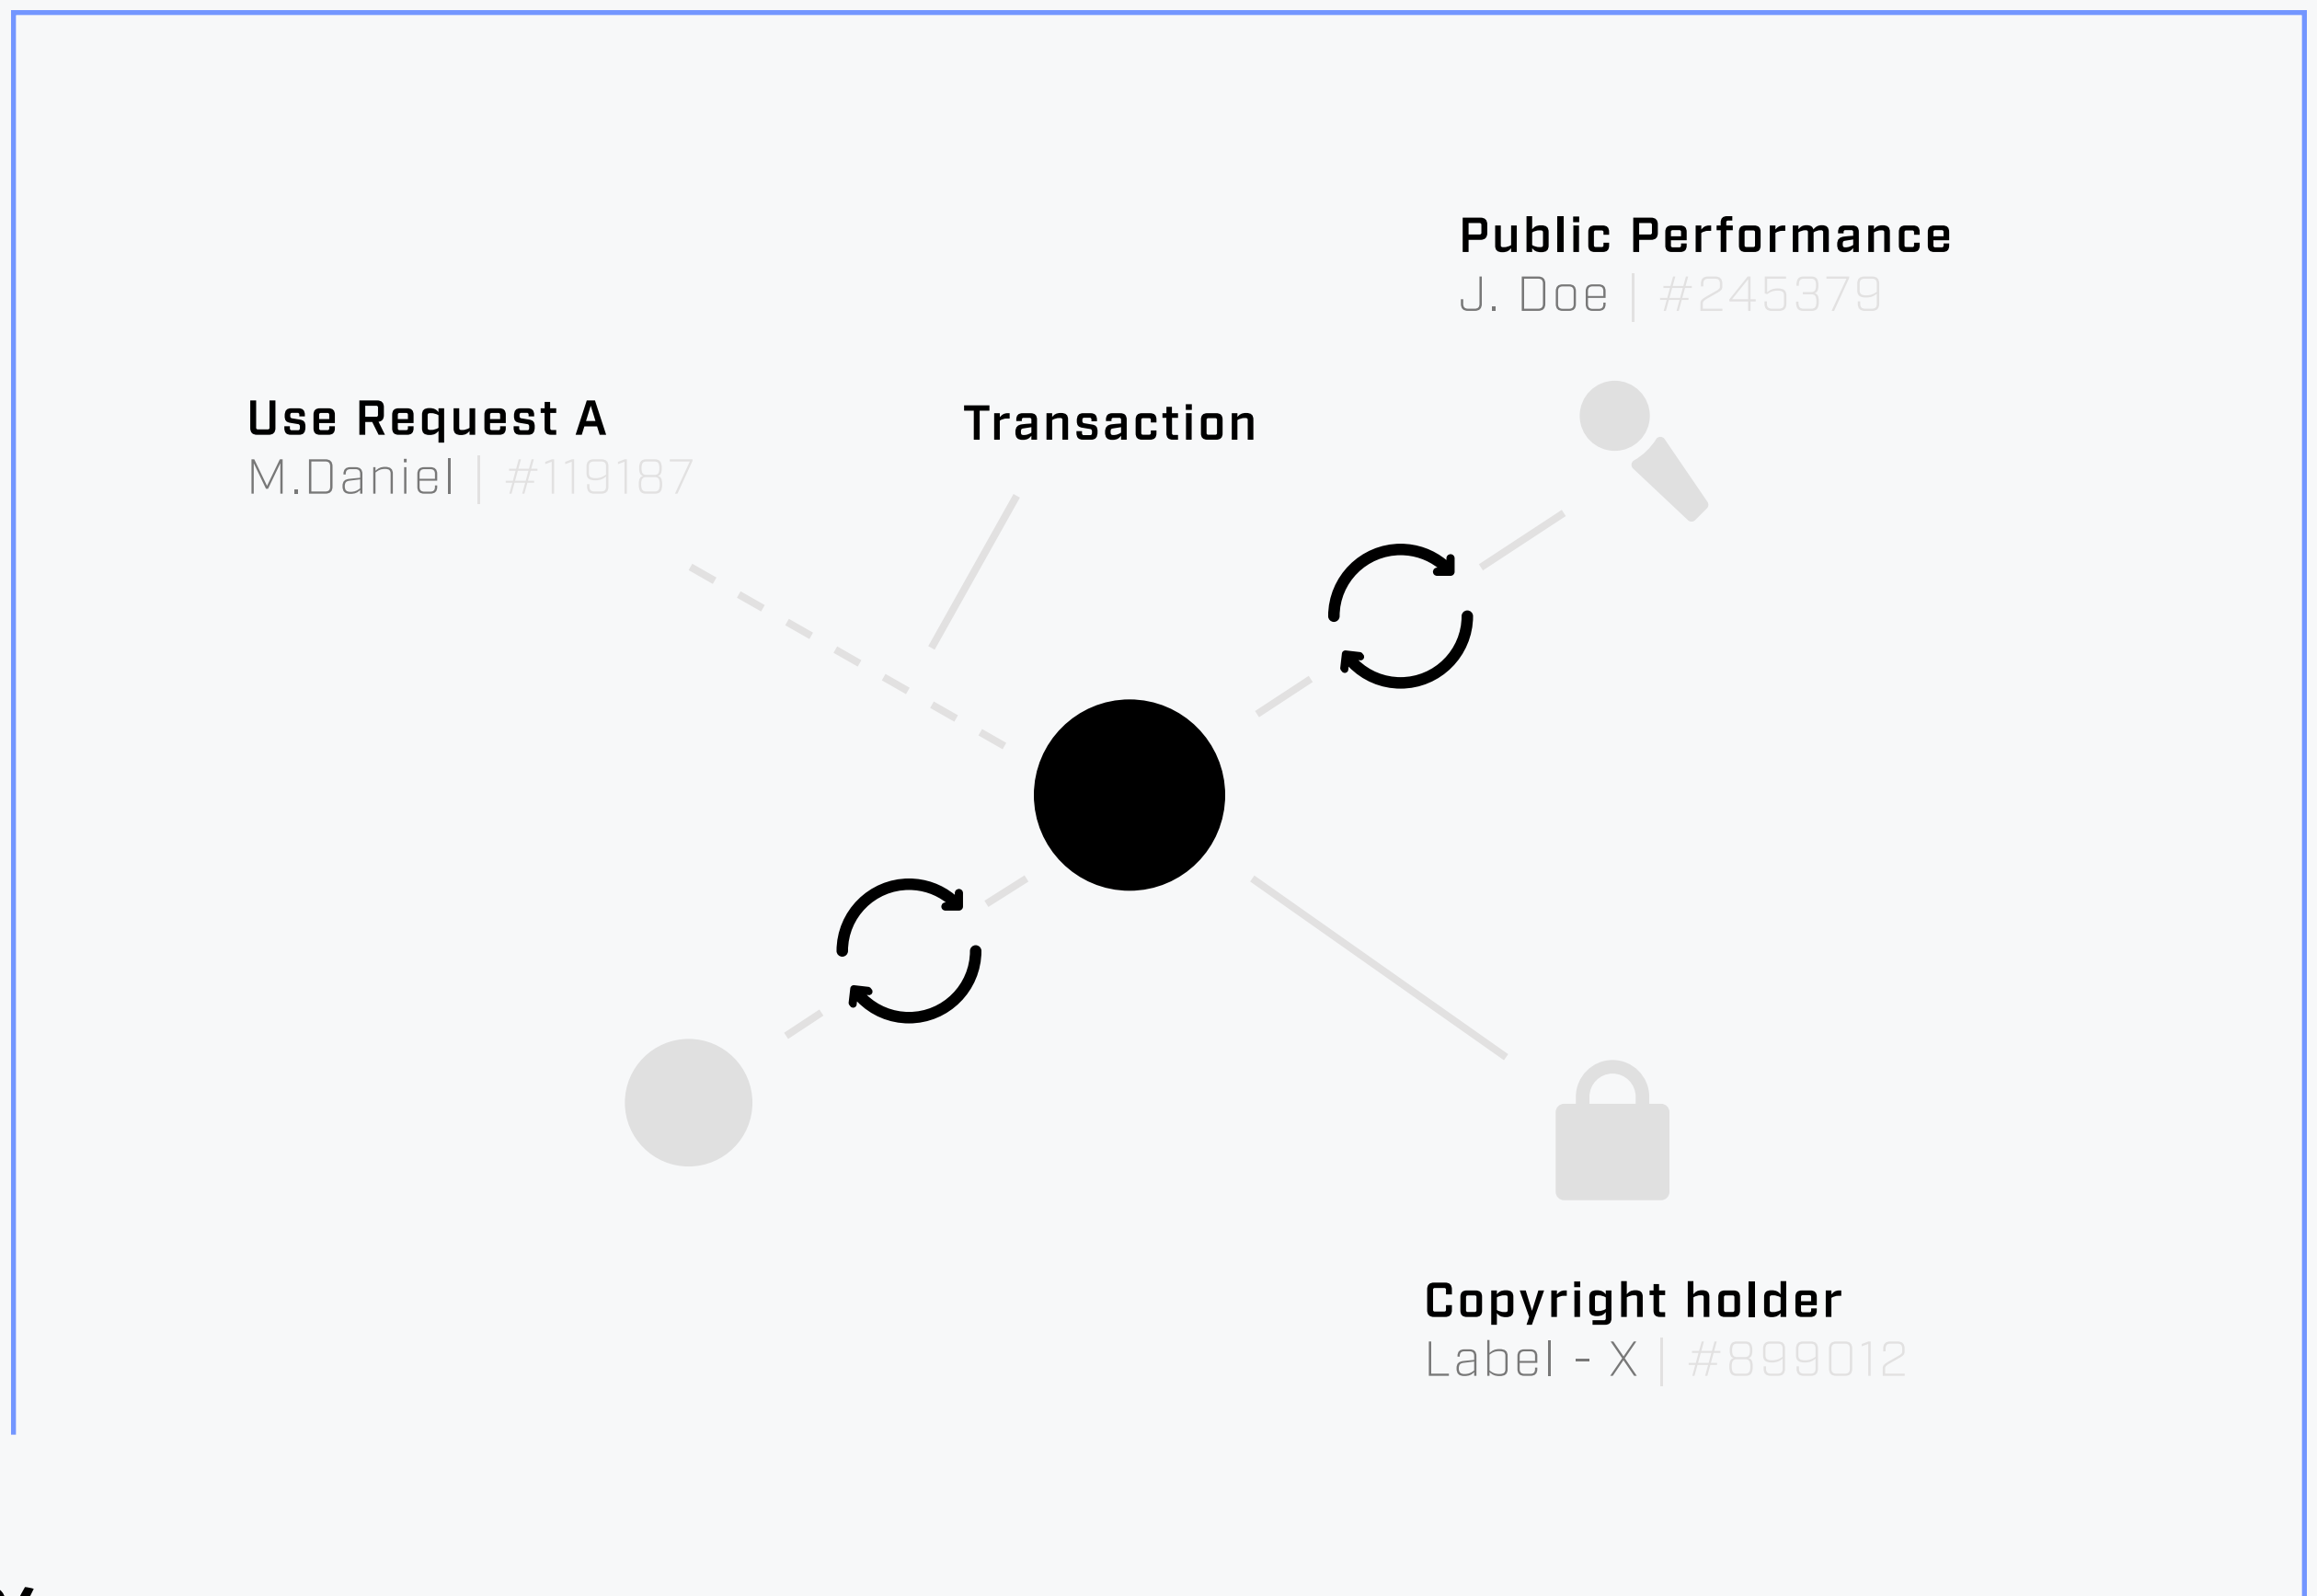 Public Performance
J. Doe | #245379
Use Request A
M.Daniel | #119187
Transaction
Copyright holder
Label - X | #899012